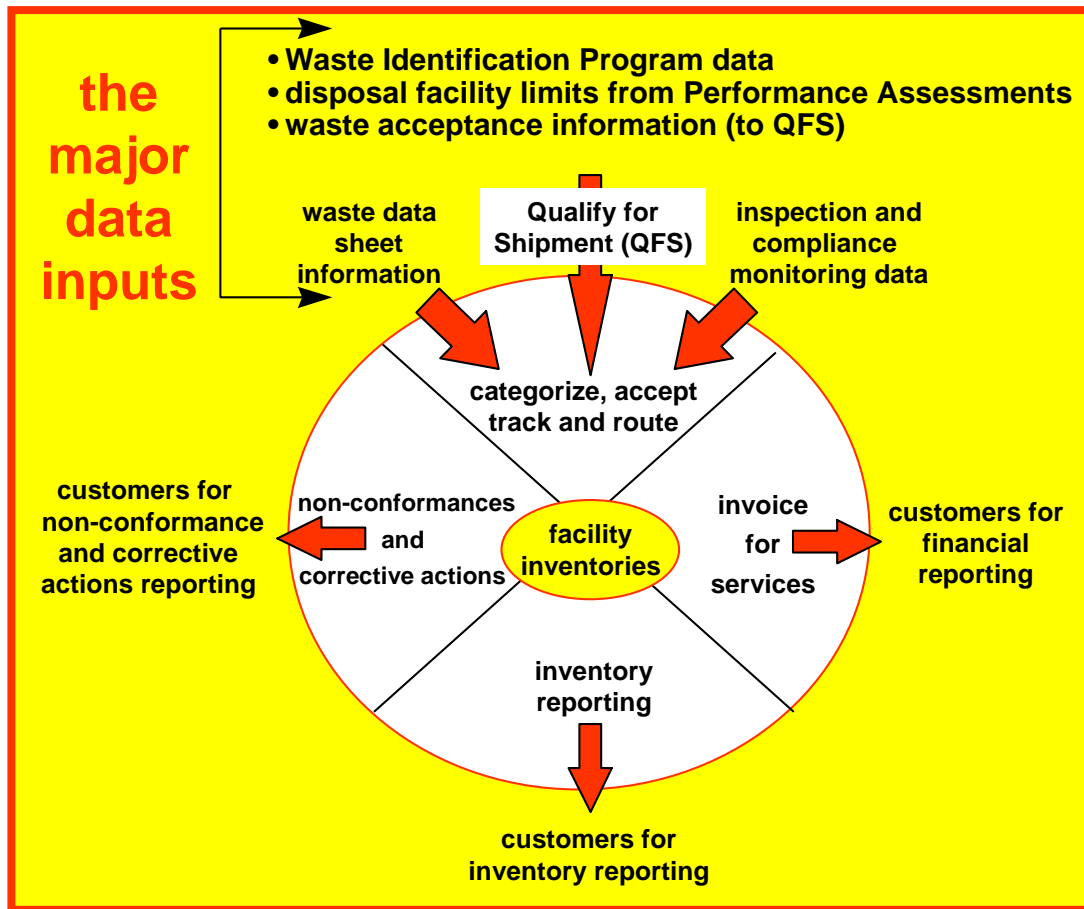 the
major
data
inputs
• Waste Identification Program data
• disposal facility limits from Performance Assessments
• waste acceptance information (to QFS)
waste data
sheet
information
Qualify for
Shipment (QFS)
inspection and
compliance
monitoring data
categorize, accept
track and route
customers for
non-conformance
and corrective
actions reporting
non-conformances
and
corrective actions
facility
inventories
invoice
for
services
customers for
financial
reporting
inventory
reporting
customers for
inventory reporting